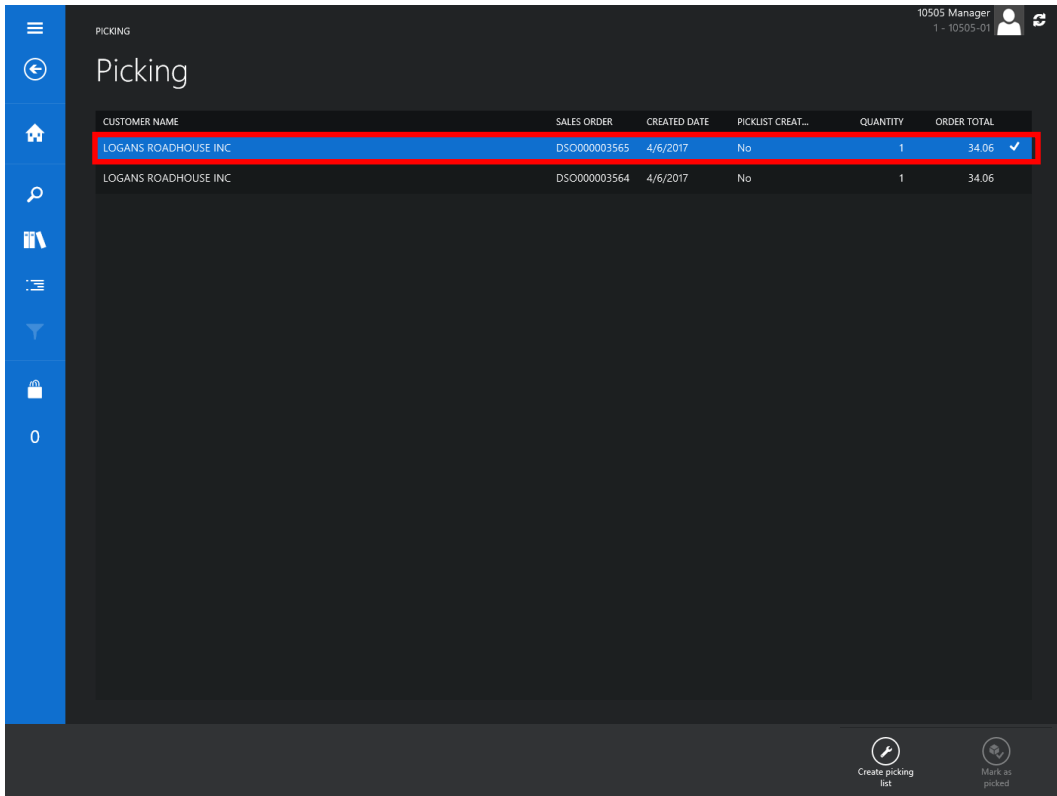 10505 Manager
1 - 10505-01
PICKING
Picking
CUSTOMER NAME SALES ORDER CREATED DATE PICKLIST CREAT... QUANTITY ORDER TOTAL
LOGANS ROADHOUSE INC DSO000003565 4/6/2017 No 1 34.06
LOGANS ROADHOUSE INC DSO000003564 4/6/2017 No 1 34.06
0
Create picking
list
Mark as
picked